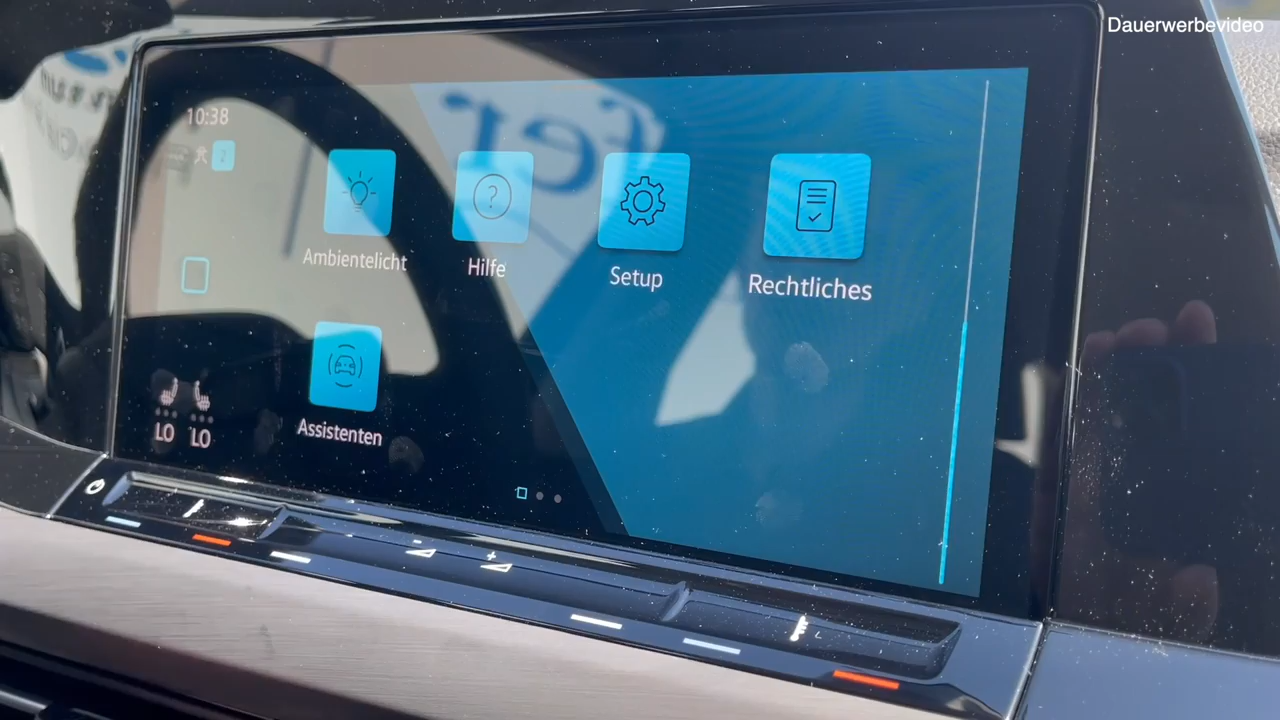 Dauerwerbevideo
10:38
Ambientelicht
Hilfe
Setup
Rechtliches
Assistenten
LO
LO